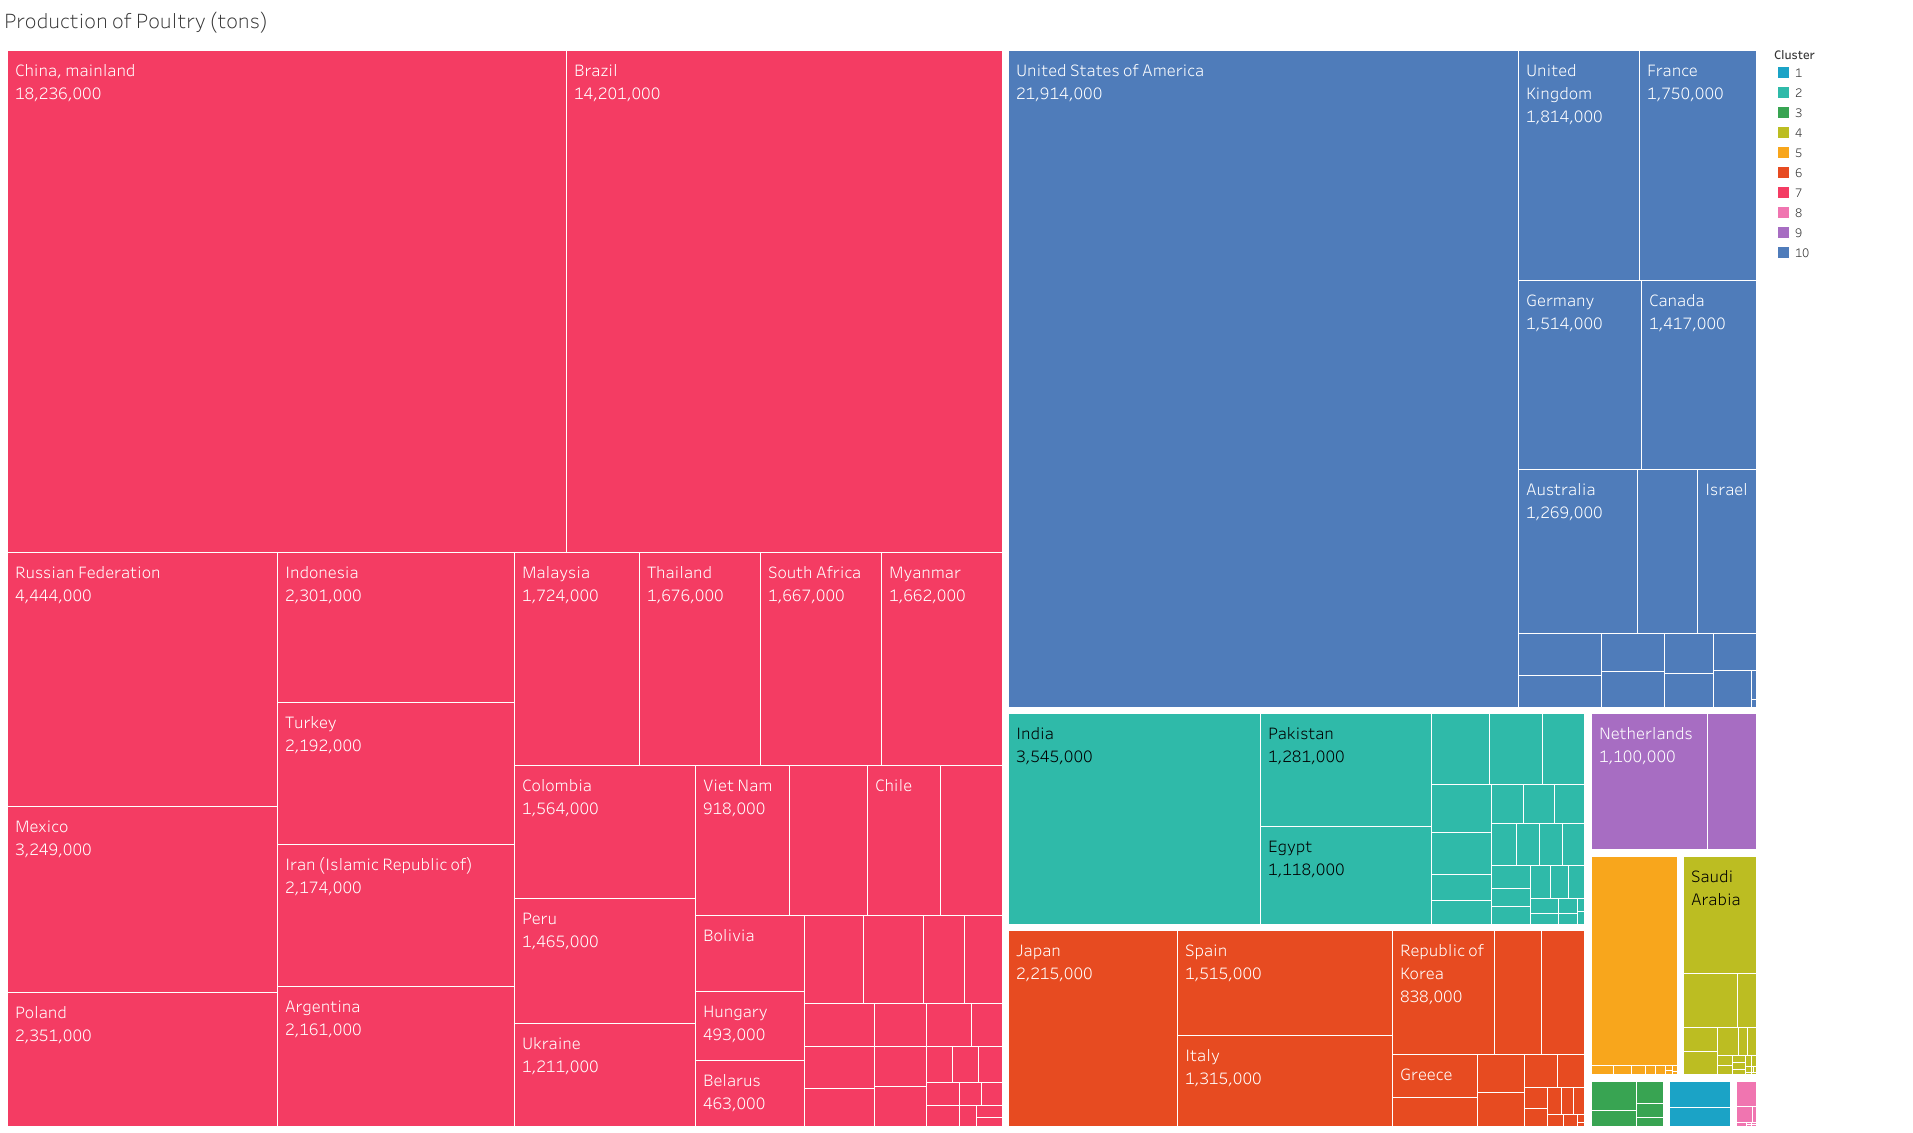 Production of Poultry (tons)
China, mainland
18,236,000
Brazil
14,201,000
Russian Federation
4,444,000
Mexico
3,249,000
Poland
2,351,000
Indonesia
2,301,000
Turkey
2,192,000
Iran (Islamic Republic of)
2,174,000
Argentina
2,161,000
Malaysia
1,724,000
Thailand
1,676,000
South Africa
1,667,000
Myanmar
1,662,000
Colombia
1,564,000
Peru
1,465,000
Ukraine
1,211,000
Viet Nam
918,000
Chile
Bolivia
Hungary
493,000
Belarus
463,000
United States of America
21,914,000
United
Kingdom
1,814,000
France
1,750,000
Germany
1,514,000
Canada
1,417,000
Australia
1,269,000
Israel
India
3,545,000
Pakistan
1,281,000
Egypt
1,118,000
Japan
2,215,000
Spain
1,515,000
Italy
1,315,000
Republic of
Korea
838,000
Greece
Netherlands
1,100,000
Saudi
Arabia
Cluster
1
2
3
4
5
6
7
8
9
10